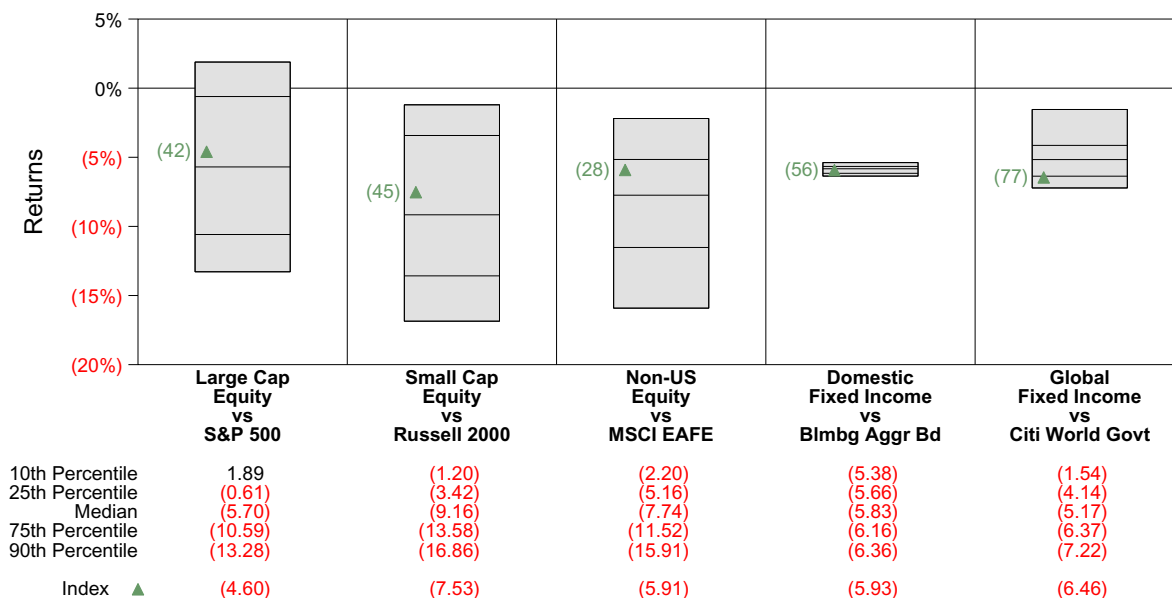 5%
0%
(5%)
(10%)
(15%)
(20%)
Returns
(42)
(45)
(28)
(56)
(77)
Large Cap
Equity
vs
S&P 500
Small Cap
Equity
vs
Russell 2000
Non-US
Equity
vs
MSCI EAFE
Domestic
Fixed Income
vs
Blmbg Aggr Bd
Global
Fixed Income
vs
Citi World Govt
10th Percentile 1.89 (1.20) (2.20) (5.38) (1.54)
25th Percentile (0.61) (3.42) (5.16) (5.66) (4.14)
Median (5.70) (9.16) (7.74) (5.83) (5.17)
75th Percentile (10.59) (13.58) (11.52) (6.16) (6.37)
90th Percentile (13.28) (16.86) (15.91) (6.36) (7.22)
Index (4.60) (7.53) (5.91) (5.93) (6.46)